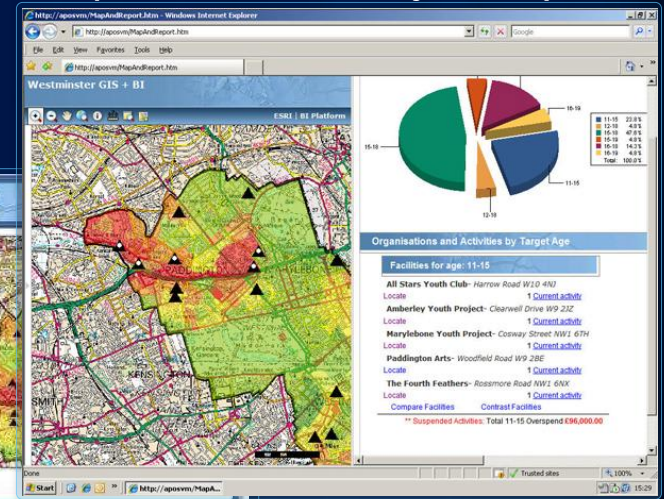 http://aposvm/MapAndReport.htm - Windows Internet Explorer
http://aposvm/MapAndReport.htm
Google
File Edit View Favorites Tools Help
http://aposvm/MapAndReport.htm
Westminster GIS + BI
ESRI | BI Platform
PADDINGTON
KENSINGTON
SMITH
16-19
15-18
11-15
12-18
11-15 23.8%
12-18 4.8%
15-18 47.6%
16-18 14.3%
16-19 4.8%
Total: 100.0%
Organisations and Activities by Target Age
Facilities for age: 11-15
All Stars Youth Club- Harrow Road W10 4NJ
Locate 1 Current activity
Amberley Youth Project- Clearwell Drive W9 2JZ
Locate 1 Current activity
Marylebone Youth Project- Cosway Street NW1 6TH
Locate 1 Current activity
Paddington Arts- Woodfield Road W9 2BE
Locate 1 Current activity
The Fourth Feathers- Rossmore Road NW1 6NX
Locate 1 Current activity
Compare Facilities Contrast Facilities
** Suspended Activities: Total 11-15 Overspend £96,000.00
Done
Trusted sites
100%
Start
http://aposvm/MapA...
15:29